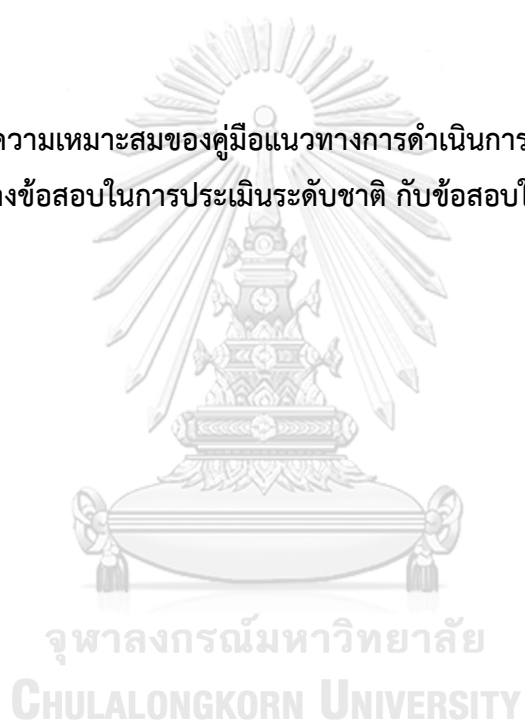 ความเหมาะสมของคู่มือแนวทางการดำเนินการ
างข้อสอบในการประเมินระดับชาติ กับข้อสอบใ
จุฬาลงกรณ์มหาวิทยาลัย
CHULALONGKORN UNIVERSITY